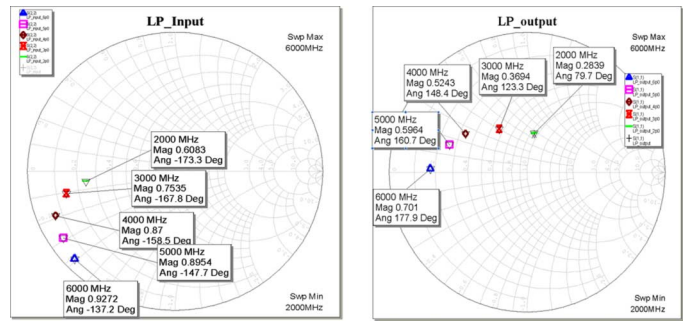 LP_Input
Swp Max
6000MHz
2000 MHz
Mag 0.6083
Ang -173.3 Deg
3000 MHz
Mag 0.7535
Ang -167.8 Deg
4000 MHz
Mag 0.87
Ang -158.5 Deg
5000 MHz
Mag 0.8954
Ang -147.7 Deg
6000 MHz
Mag 0.9272
Ang -137.2 Deg
Swp Min
2000MHz
LP_output
Swp Max
6000MHz
2000 MHz
Mag 0.2839
Ang 79.7 Deg
3000 MHz
Mag 0.3694
Ang 123.3 Deg
4000 MHz
Mag 0.5243
Ang 148.4 Deg
5000 MHz
Mag 0.5964
Ang 160.7 Deg
6000 MHz
Mag 0.701
Ang 177.9 Deg
Swp Min
2000MHz